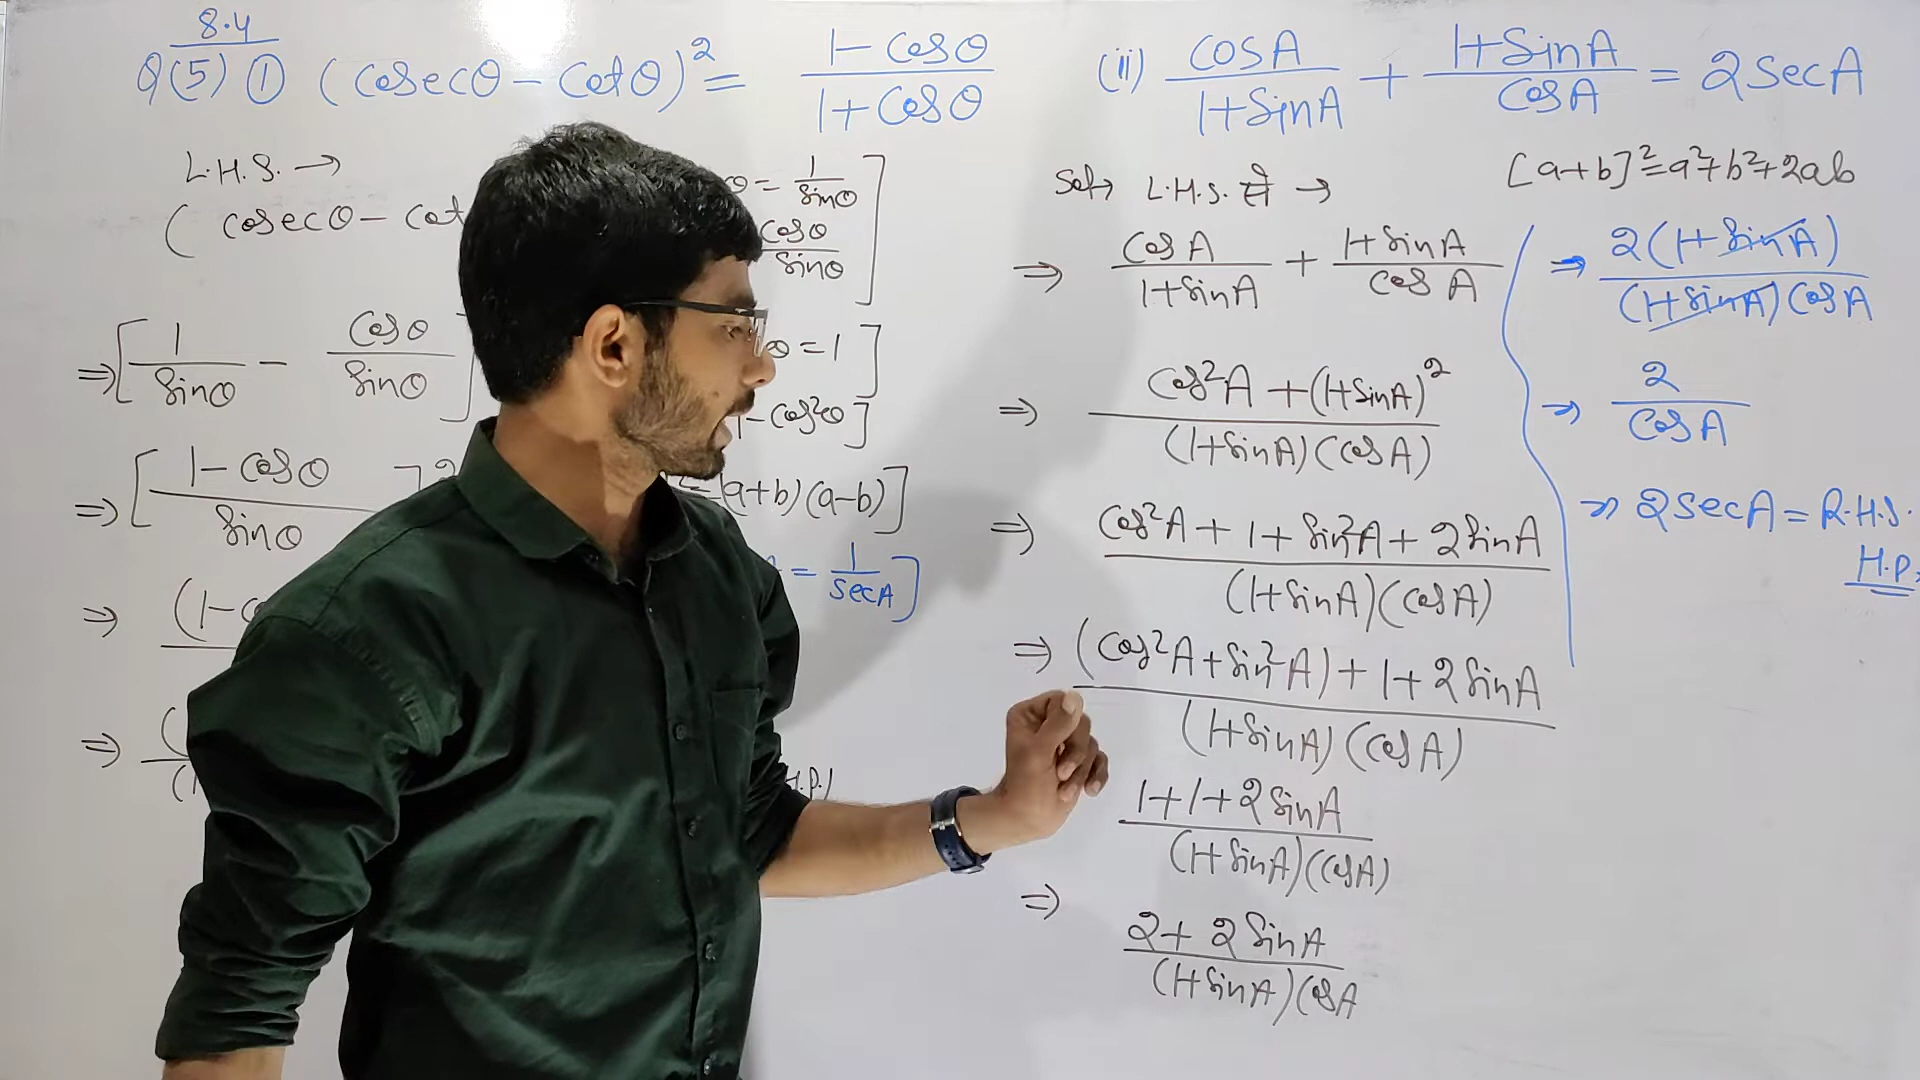 8.4
Q(5) ① (cosecθ - cotθ)² = (1-cosθ)/(1+cosθ)
L.H.S. →
(cosecθ - cot
θ = 1/sinθ]
cosθ/sinθ]
⇒ [1/sinθ - cosθ/sinθ]
θ = 1]
1-cos²θ]
⇒ [(1-cosθ)/sinθ]²
= (a+b)(a-b)]
= 1/secA]
⇒ (1-c
⇒
H.P.)
(ii) cosA/(1+sinA) + (1+sinA)/cosA = 2secA
Sol→ L.H.S. से →
[a+b]²=a²+b²+2ab
⇒ cosA/(1+sinA) + (1+sinA)/cosA
⇒ (cos²A+(1+sinA)²)/((1+sinA)(cosA))
⇒ (cos²A+1+sin²A+2sinA)/((1+sinA)(cosA))
⇒ ((cos²A+sin²A)+1+2sinA)/((1+sinA)(cosA))
(1+1+2sinA)/((1+sinA)(cosA))
⇒ (2+2sinA)/((1+sinA)(cosA
⇒ 2(1+sinA)/((1+sinA)cosA)
⇒ 2/cosA
⇒ 2secA = R.H.S.
H.P.